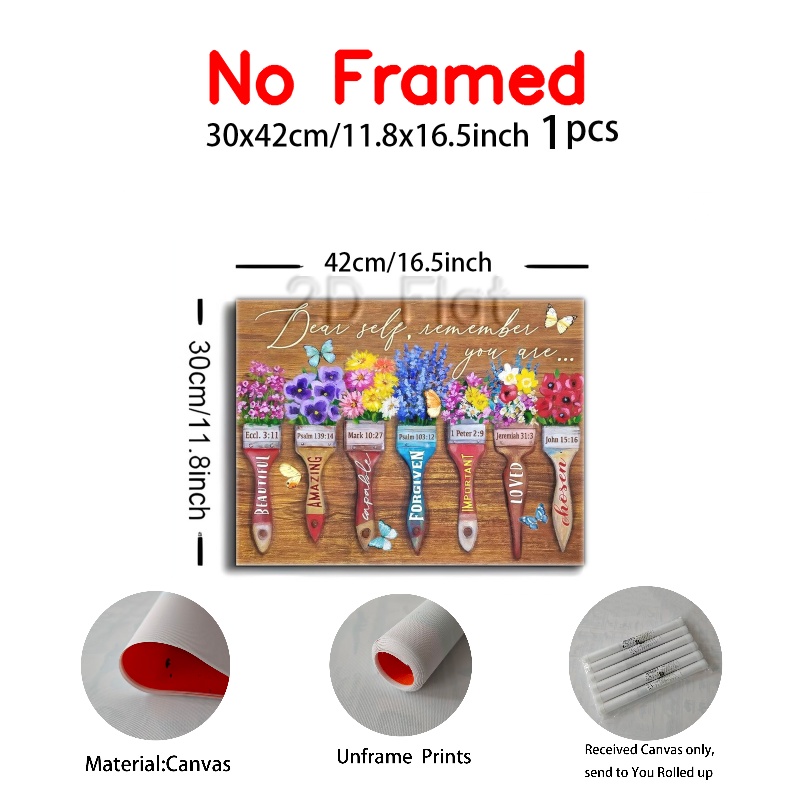 No Framed
30x42cm/11.8x16.5inch 1pcs
42cm/16.5inch
2D Flat
30cm/11.8inch
Dear self, remember
you are...
Eccl. 3:11
Psalm 139:14
Mack 10:27
Psalm 103:12
1 Peter 2:9
Jeremiah 31:3
John 15:16
BEAUTIFUL
AMAZING
capable
FORGIVEN
IMPORTANT
LOVED
chosen
Material:Canvas
Unframe Prints
Received Canvas only,
send to You Rolled up